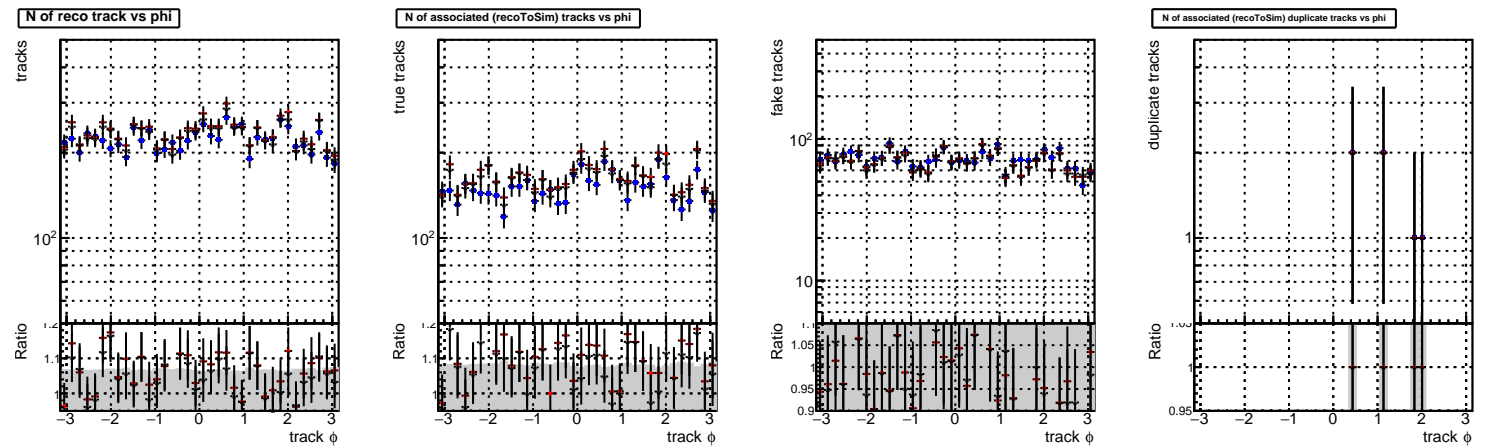 N of reco track vs phi
tracks
10²
Ratio
1.2
1.1
1
−3 −2 −1 0 1 2 3
track ϕ
N of associated (recoToSim) tracks vs phi
true tracks
10²
Ratio
1.2
1.1
1
−3 −2 −1 0 1 2 3
track ϕ
fake tracks
10²
10
Ratio
1.1
1.05
1
0.95
0.9
−3 −2 −1 0 1 2 3
track ϕ
N of associated (recoToSim) duplicate tracks vs phi
duplicate tracks
1
Ratio
1.05
1
0.95
−3 −2 −1 0 1 2 3
track ϕ